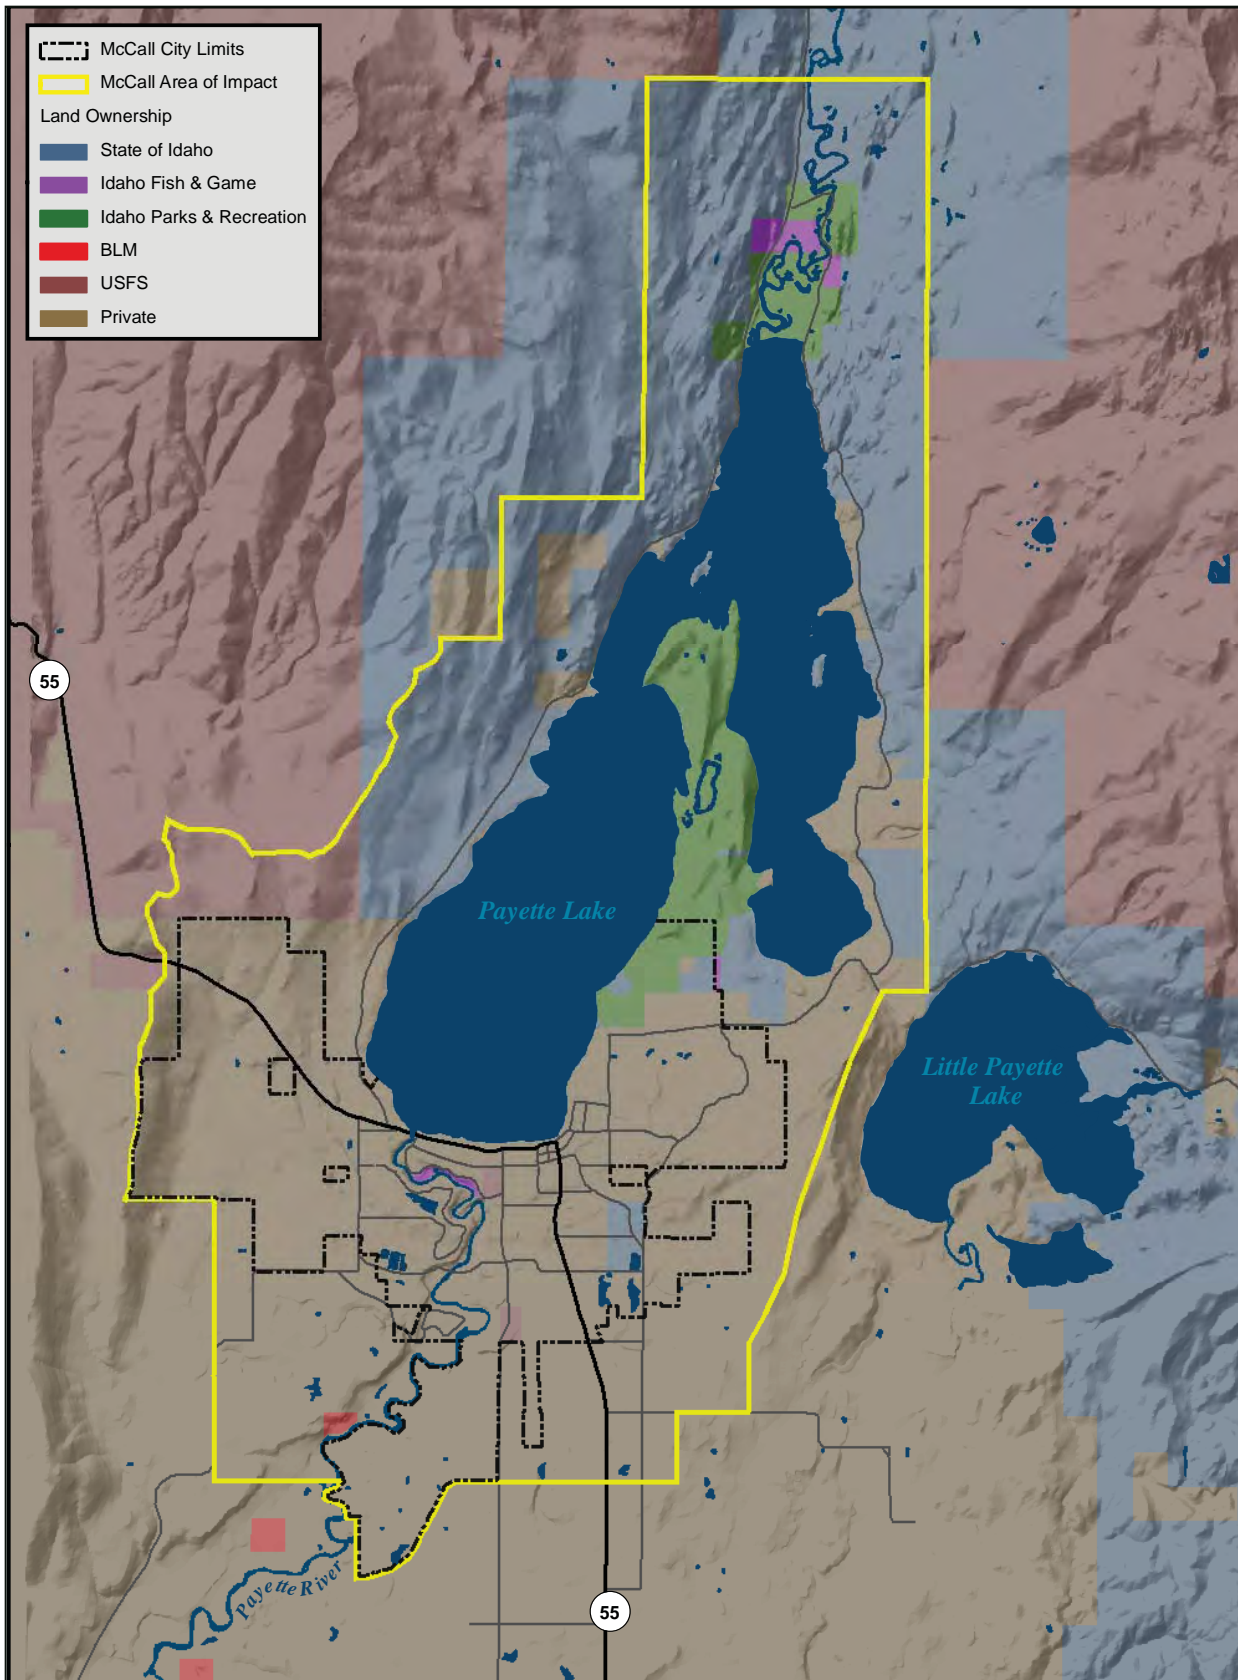 McCall City Limits
McCall Area of Impact
Land Ownership
State of Idaho
Idaho Fish & Game
Idaho Parks & Recreation
BLM
USFS
Private
55
Payette Lake
Little Payette
Lake
Payette River
55